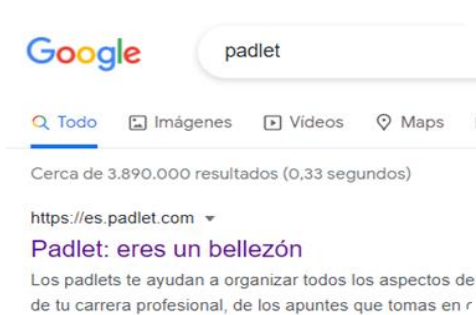 Google
padlet
Todo Imágenes Vídeos Maps
Cerca de 3.890.000 resultados (0,33 segundos)
https://es.padlet.com
Padlet: eres un bellezón
Los padlets te ayudan a organizar todos los aspectos de
de tu carrera profesional, de los apuntes que tomas en